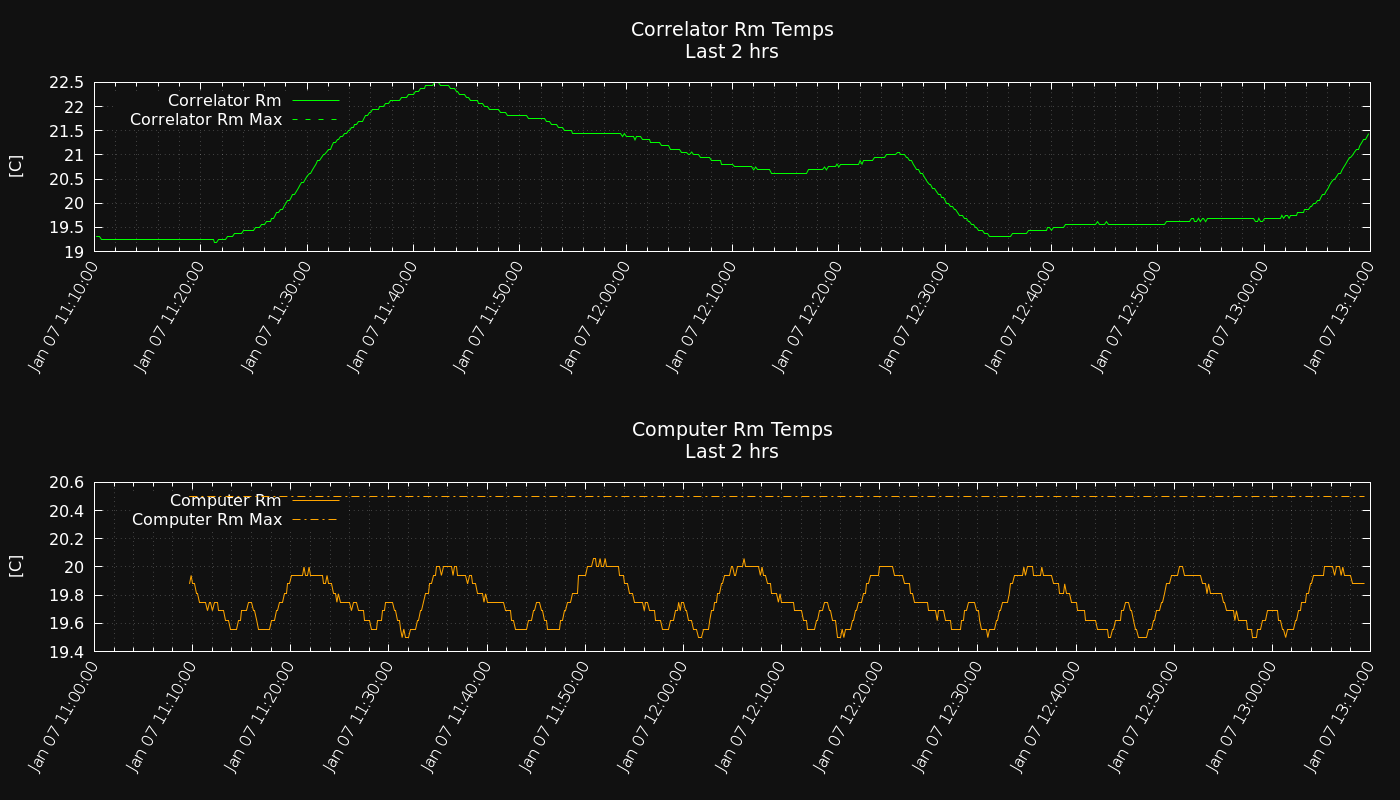 Correlator Rm Temps
Last 2 hrs
22.5
22
21.5
21
20.5
20
19.5
19
[C]
Correlator Rm
Correlator Rm Max
Jan 07 11:10:00
Jan 07 11:20:00
Jan 07 11:30:00
Jan 07 11:40:00
Jan 07 11:50:00
Jan 07 12:00:00
Jan 07 12:10:00
Jan 07 12:20:00
Jan 07 12:30:00
Jan 07 12:40:00
Jan 07 12:50:00
Jan 07 13:00:00
Jan 07 13:10:00
Computer Rm Temps
Last 2 hrs
20.6
20.4
20.2
20
19.8
19.6
19.4
[C]
Computer Rm
Computer Rm Max
Jan 07 11:00:00
Jan 07 11:10:00
Jan 07 11:20:00
Jan 07 11:30:00
Jan 07 11:40:00
Jan 07 11:50:00
Jan 07 12:00:00
Jan 07 12:10:00
Jan 07 12:20:00
Jan 07 12:30:00
Jan 07 12:40:00
Jan 07 12:50:00
Jan 07 13:00:00
Jan 07 13:10:00